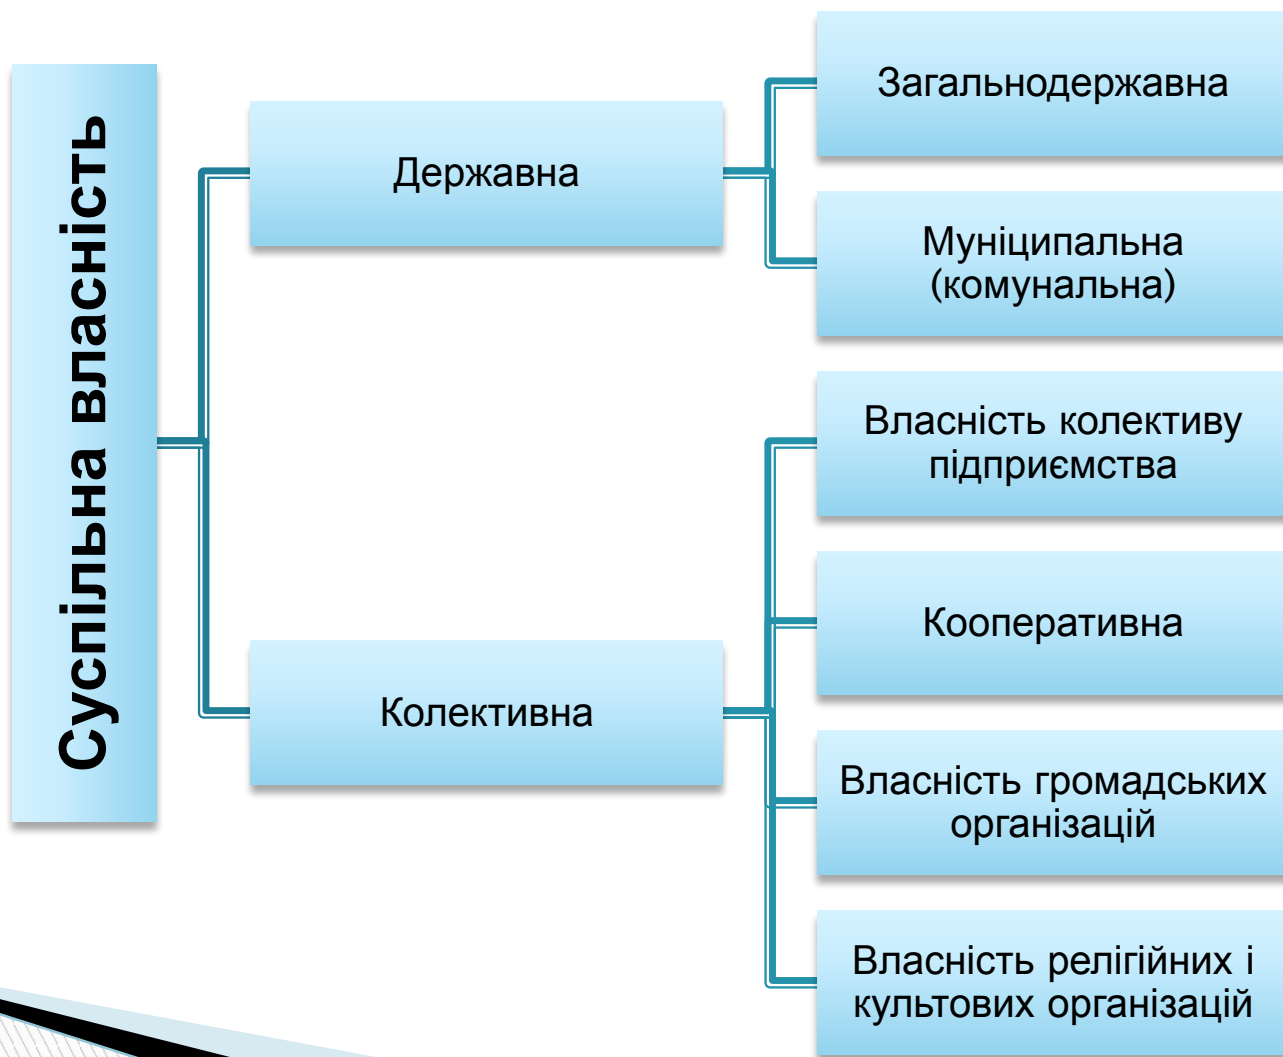 Суспільна власність
Державна
Загальнодержавна
Муніципальна
(комунальна)
Колективна
Власність колективу
підприємства
Кооперативна
Власність громадських
організацій
Власність релігійних і
культових організацій